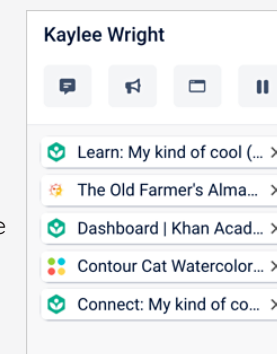 Kaylee Wright
Learn: My kind of cool (...
The Old Farmer's Alma...
e
Dashboard | Khan Acad...
Contour Cat Watercolor...
Connect: My kind of co...